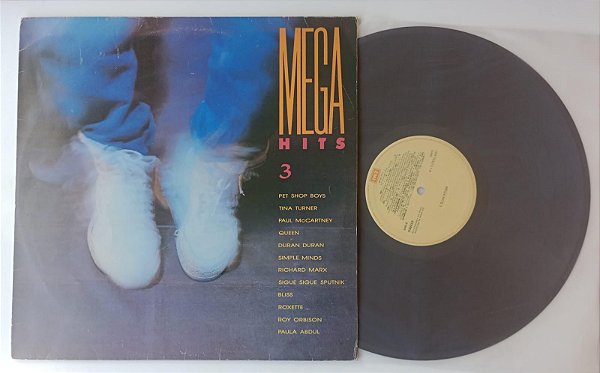 MEGA
HITS
3
PET SHOP BOYS
TINA TURNER
PAUL McCARTNEY
QUEEN
DURAN DURAN
SIMPLE MINDS
RICHARD MARX
SIGUE SIGUE SPUTNIK
BLISS
ROXETTE
ROY ORBISON
PAULA ABDUL
EMI